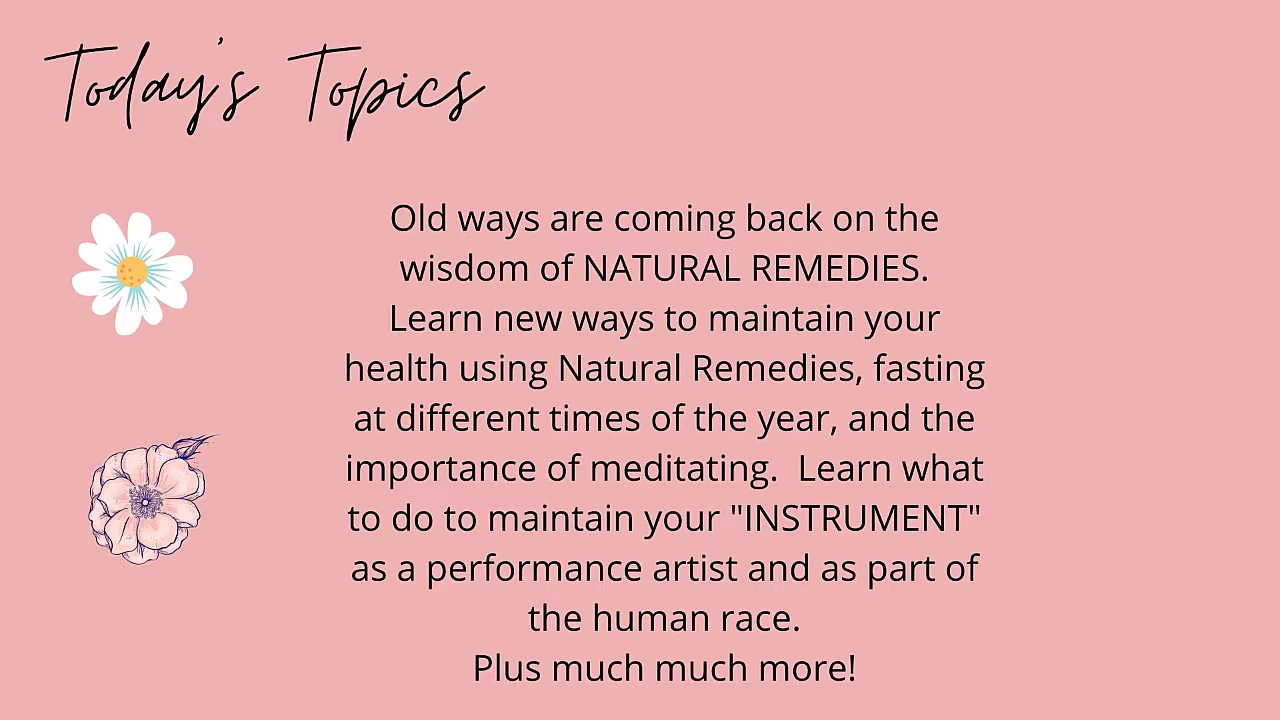 Today's Topics
Old ways are coming back on the
wisdom of NATURAL REMEDIES.
Learn new ways to maintain your
health using Natural Remedies, fasting
at different times of the year, and the
importance of meditating.  Learn what
to do to maintain your "INSTRUMENT"
as a performance artist and as part of
the human race.
Plus much much more!